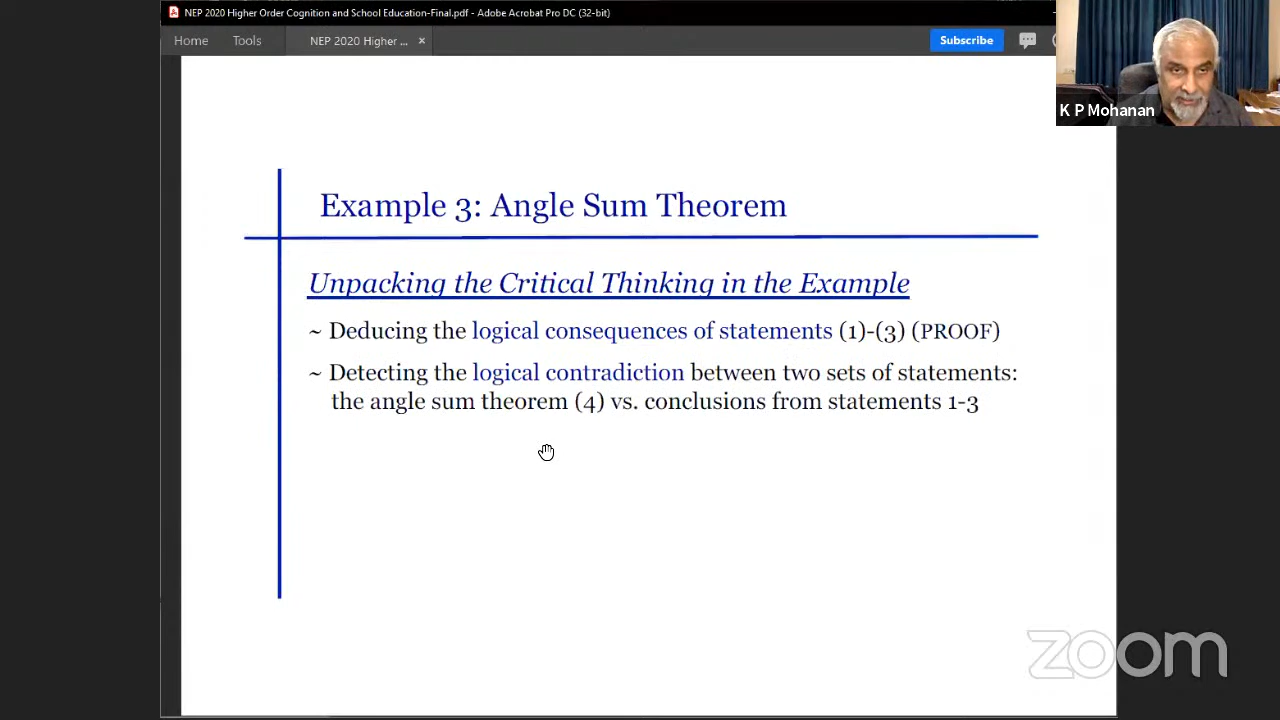 NEP 2020 Higher Order Cognition and School Education-Final.pdf - Adobe Acrobat Pro DC (32-bit)
Home Tools NEP 2020 Higher ... × Subscribe
K P Mohanan
Example 3: Angle Sum Theorem
Unpacking the Critical Thinking in the Example
~ Deducing the logical consequences of statements (1)-(3) (PROOF)
~ Detecting the logical contradiction between two sets of statements:
the angle sum theorem (4) vs. conclusions from statements 1-3
zoom